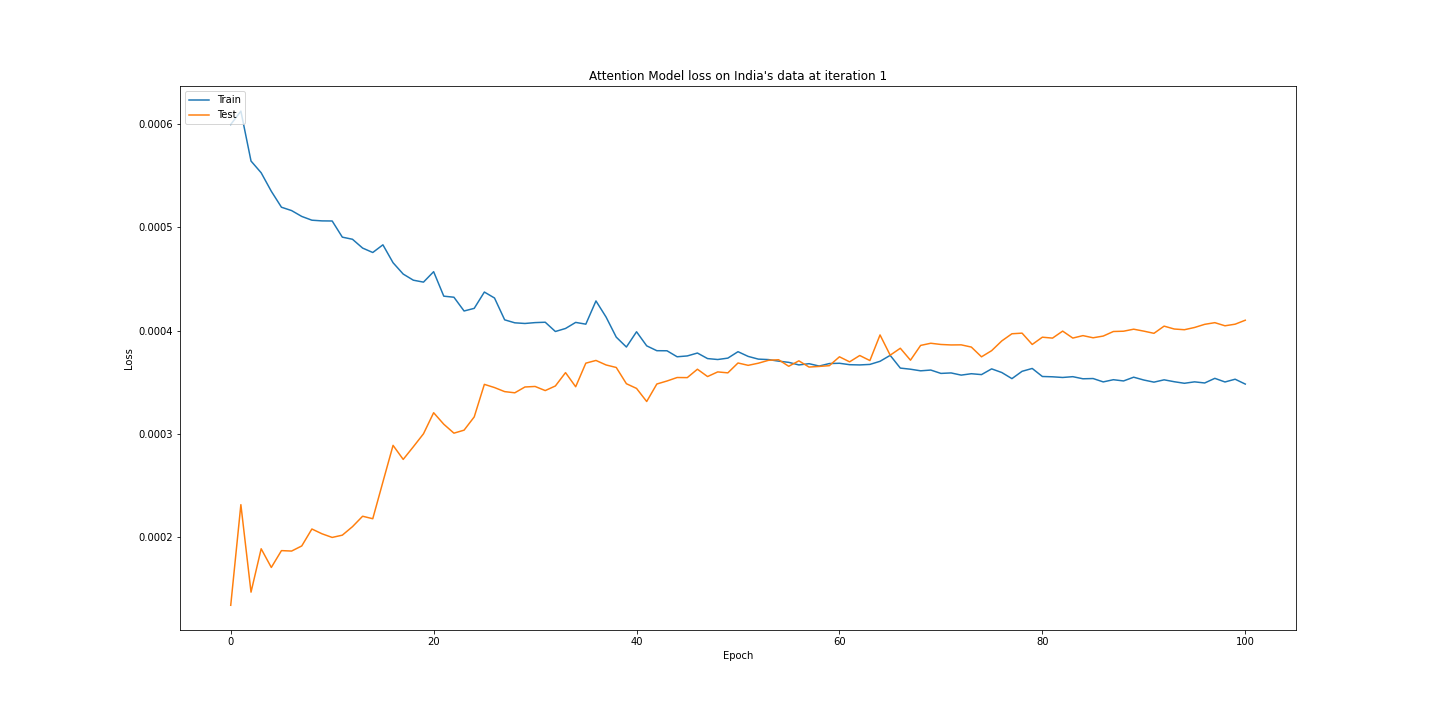 Attention Model loss on India's data at iteration 1
Train
Test
0.0006
0.0005
0.0004
0.0003
0.0002
Loss
0 20 40 60 80 100
Epoch